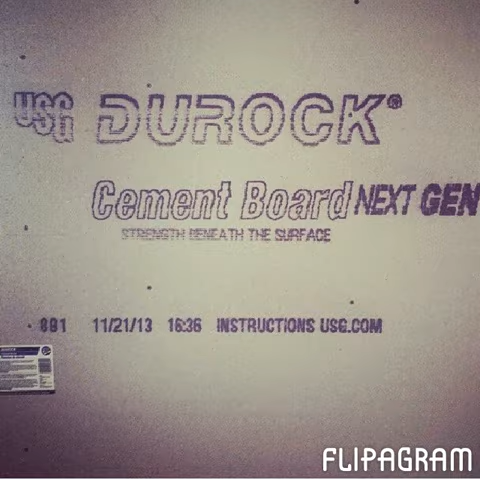 USG DUROCK®
Cement Board NEXT GEN
STRENGTH BENEATH THE SURFACE
11/21/13 16:36 INSTRUCTIONS USG.COM
FLIPAGRAM